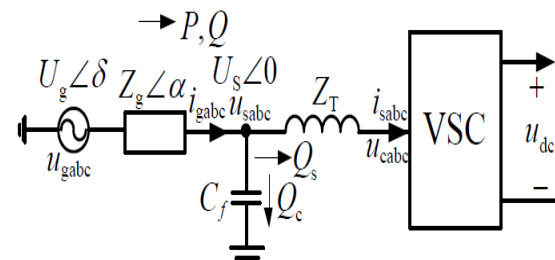 P, Q
U_g∠δ Z_g∠α U_S∠0
i_gabc u_sabc Z_T i_sabc
u_gabc u_cabc VSC + u_dc −
Q_s
C_f Q_c